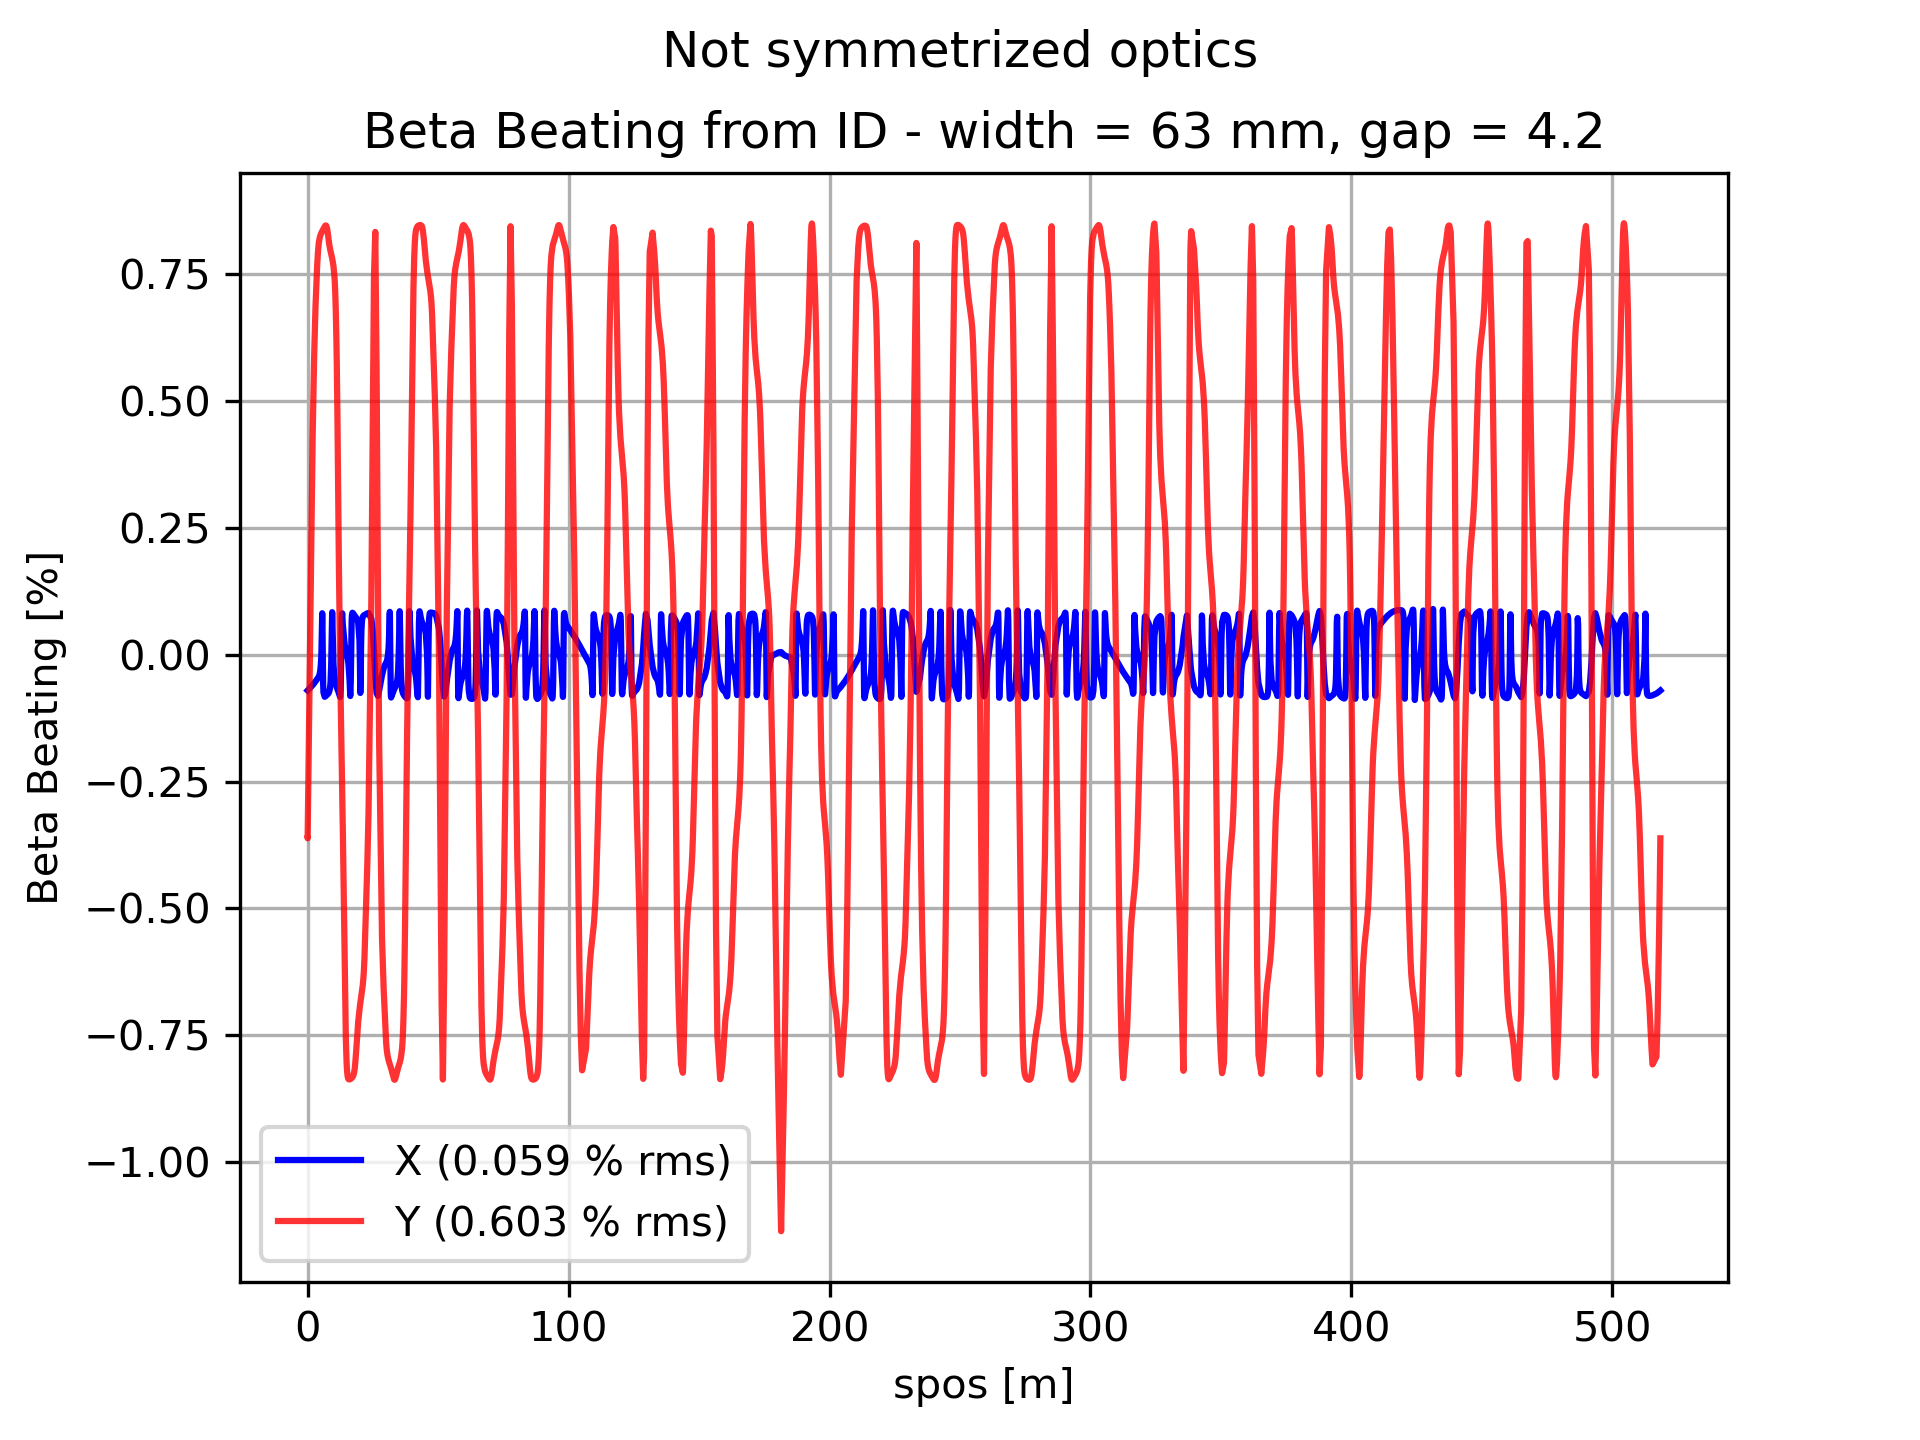 Not symmetrized optics
Beta Beating from ID - width = 63 mm, gap = 4.2
Beta Beating [%]
0.75
0.50
0.25
0.00
−0.25
−0.50
−0.75
−1.00
X (0.059 % rms)
Y (0.603 % rms)
0 100 200 300 400 500
spos [m]